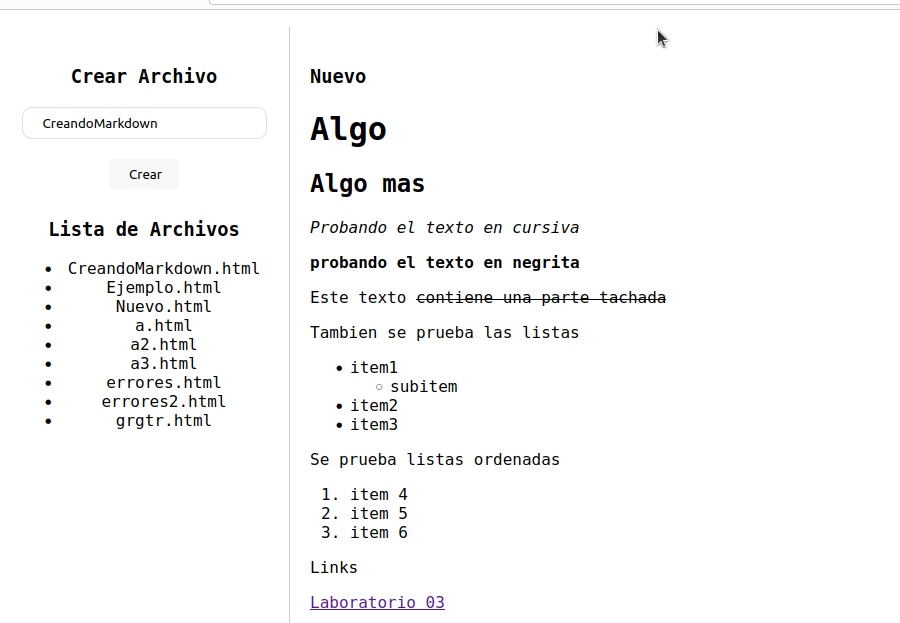 Crear Archivo
CreandoMarkdown
Crear
Lista de Archivos
CreandoMarkdown.html
Ejemplo.html
Nuevo.html
a.html
a2.html
a3.html
errores.html
errores2.html
grgtr.html
Nuevo
Algo
Algo mas
Probando el texto en cursiva
probando el texto en negrita
Este texto contiene una parte tachada
Tambien se prueba las listas
item1
subitem
item2
item3
Se prueba listas ordenadas
1. item 4
2. item 5
3. item 6
Links
Laboratorio 03